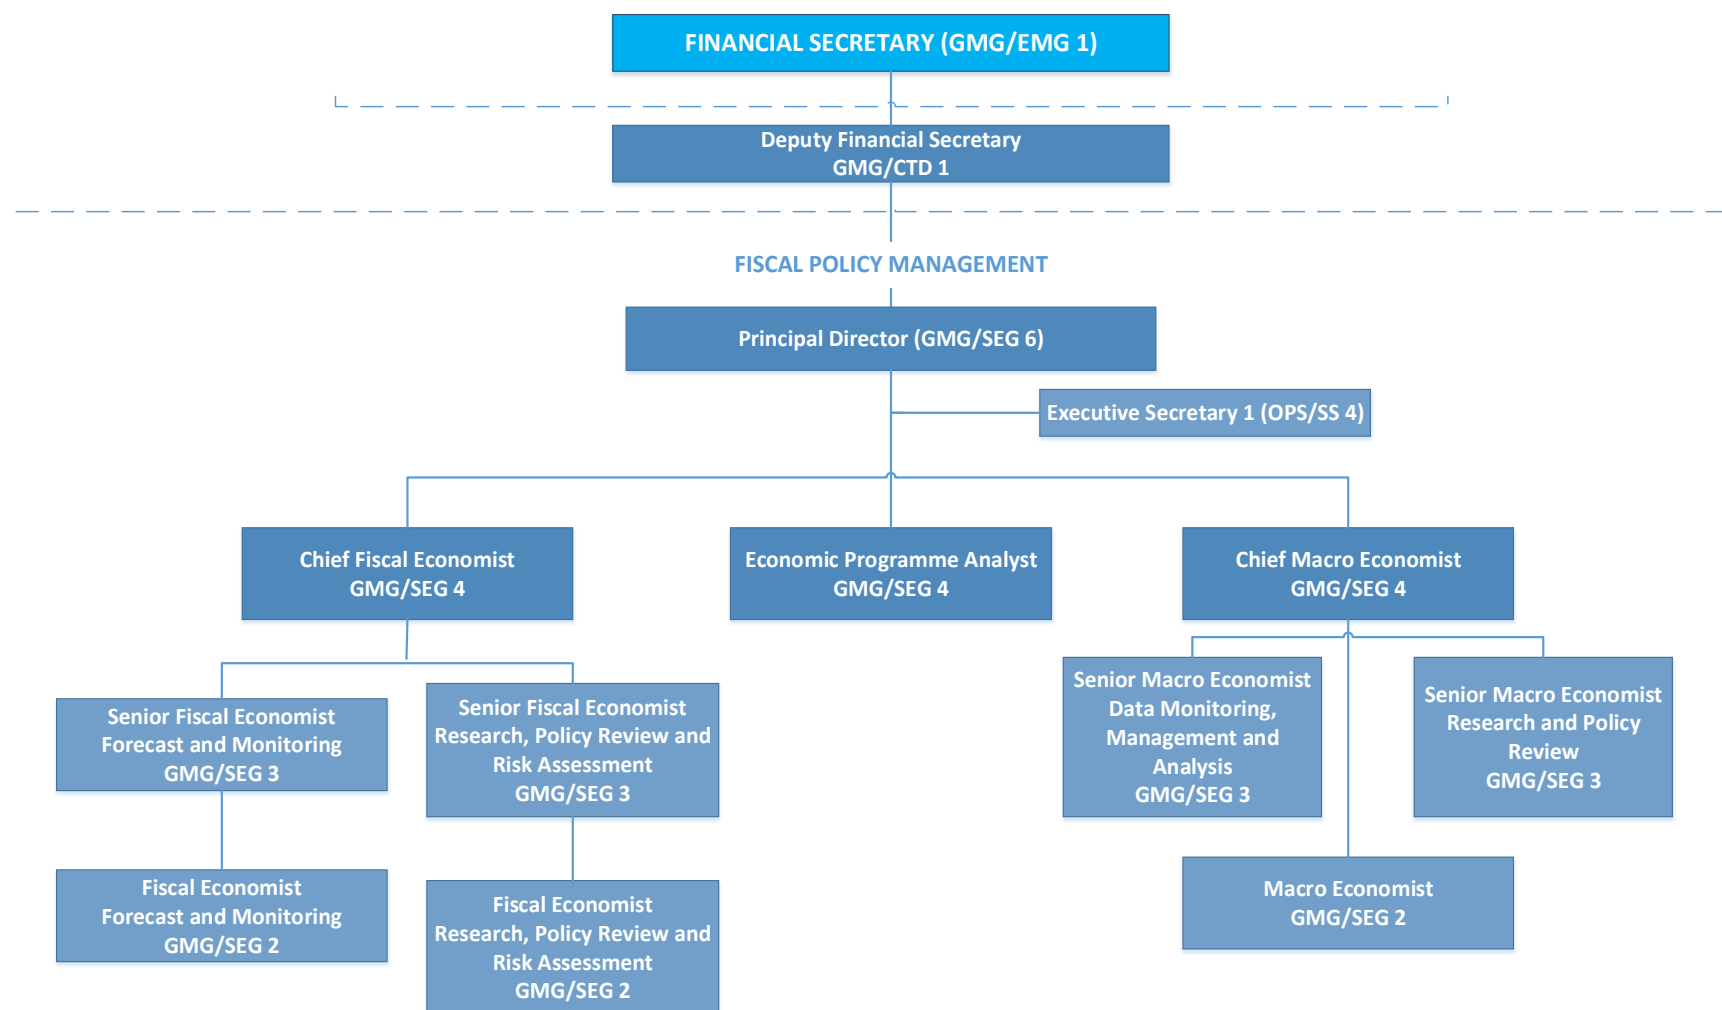 FINANCIAL SECRETARY (GMG/EMG 1)
Deputy Financial Secretary
GMG/CTD 1
FISCAL POLICY MANAGEMENT
Principal Director (GMG/SEG 6)
Executive Secretary 1 (OPS/SS 4)
Chief Fiscal Economist
GMG/SEG 4
Economic Programme Analyst
GMG/SEG 4
Chief Macro Economist
GMG/SEG 4
Senior Fiscal Economist
Forecast and Monitoring
GMG/SEG 3
Senior Fiscal Economist
Research, Policy Review and
Risk Assessment
GMG/SEG 3
Senior Macro Economist
Data Monitoring,
Management and
Analysis
GMG/SEG 3
Senior Macro Economist
Research and Policy
Review
GMG/SEG 3
Fiscal Economist
Forecast and Monitoring
GMG/SEG 2
Fiscal Economist
Research, Policy Review and
Risk Assessment
GMG/SEG 2
Macro Economist
GMG/SEG 2